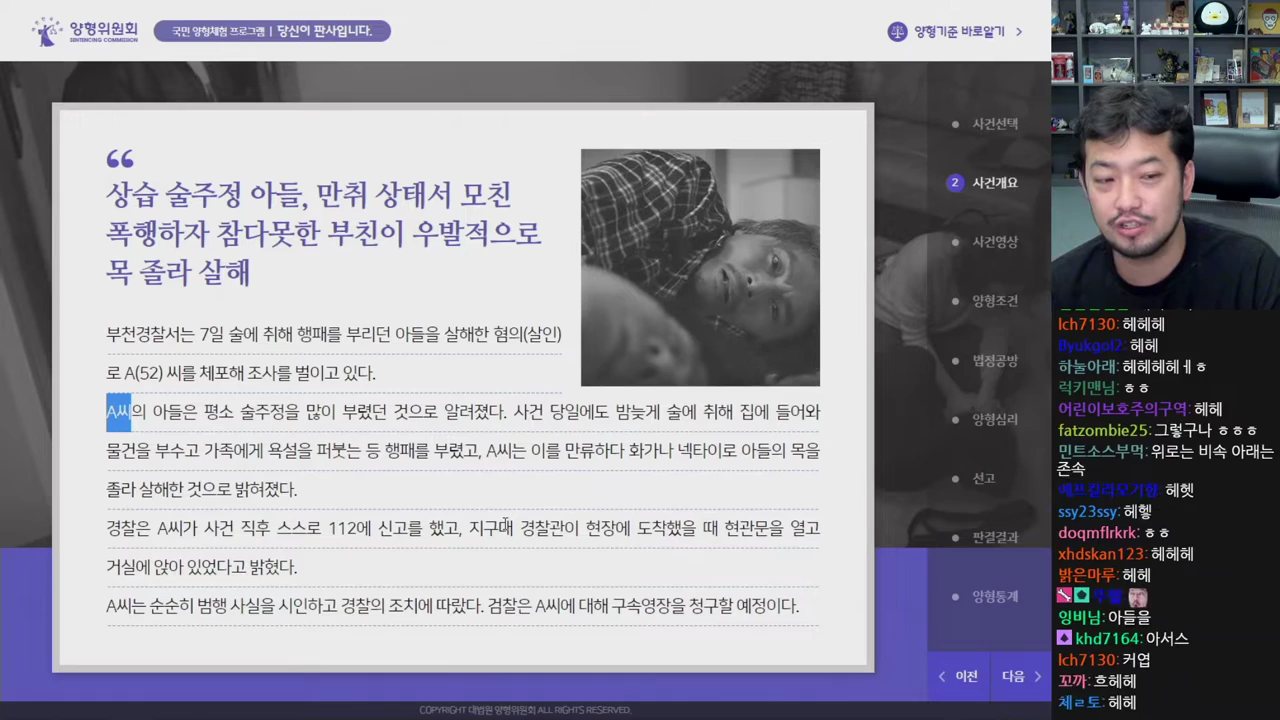 양형위원회
SENTENCING COMMISSION
국민 양형체험 프로그램 | 당신이 판사입니다.
양형기준 바로알기
“
상습 술주정 아들, 만취 상태서 모친
폭행하자 참다못한 부친이 우발적으로
목 졸라 살해
부천경찰서는 7일 술에 취해 행패를 부리던 아들을 살해한 혐의(살인)
로 A(52) 씨를 체포해 조사를 벌이고 있다.
A씨의 아들은 평소 술주정을 많이 부렸던 것으로 알려졌다. 사건 당일에도 밤늦게 술에 취해 집에 들어와
물건을 부수고 가족에게 욕설을 퍼붓는 등 행패를 부렸고, A씨는 이를 만류하다 화가나 넥타이로 아들의 목을
졸라 살해한 것으로 밝혀졌다.
경찰은 A씨가 사건 직후 스스로 112에 신고를 했고, 지구대 경찰관이 현장에 도착했을 때 현관문을 열고
거실에 앉아 있었다고 밝혔다.
A씨는 순순히 범행 사실을 시인하고 경찰의 조치에 따랐다. 검찰은 A씨에 대해 구속영장을 청구할 예정이다.
사건선택
2 사건개요
사건영상
양형조건
법정공방
양형심리
선고
판결결과
양형통계
이전
다음
COPYRIGHT 대법원 양형위원회 ALL RIGHTS RESERVED.
lch7130: 헤헤헤
Byukgol2: 헤헤
하눌아래: 헤헤헤헤ㅔㅎ
럭키맨님: ㅎㅎ
어린이보호주의구역: 헤헤
fatzombie25: 그렇구나 ㅎㅎㅎ
민트소스부먹: 위로는 비속 아래는
존속
헤헷
ssy23ssy: 헤헿
doqmflrkrk: ㅎㅎ
xhdskan123: 헤헤헤
밝은마루: 헤헤
잉비님: 아들을
khd7164: 아서스
lch7130: 커엽
꼬까: 흐헤헤
체ㄹ토: 헤헤